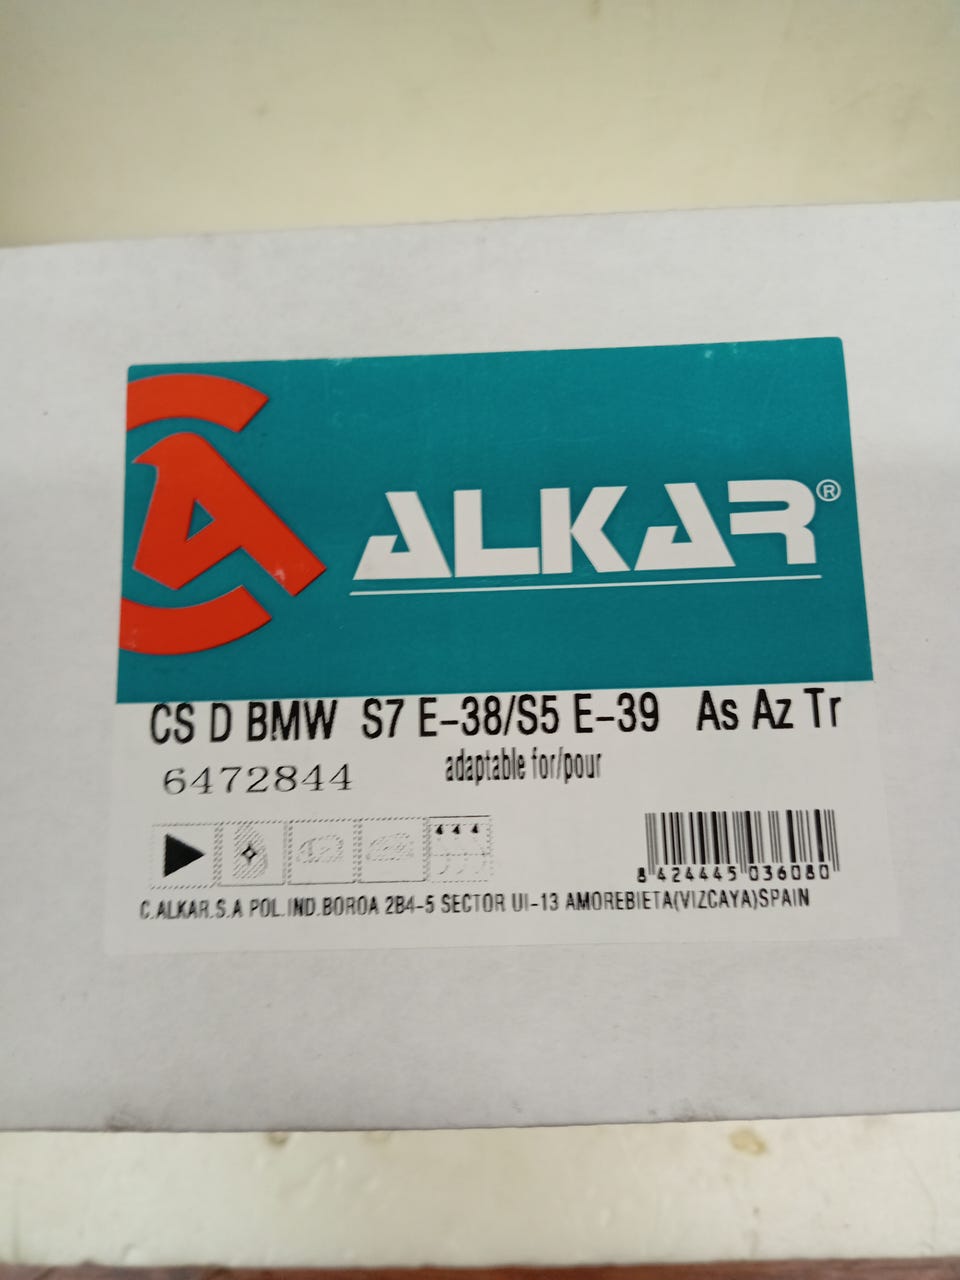 ALKAR®
CS D BMW S7 E-38/S5 E-39 As Az Tr
6472844
adaptable for/pour
8 424445 036080
C.ALKAR.S.A POL.IND.BOROA 2B4-5 SECTOR UI-13 AMOREBIETA(VIZCAYA)SPAIN